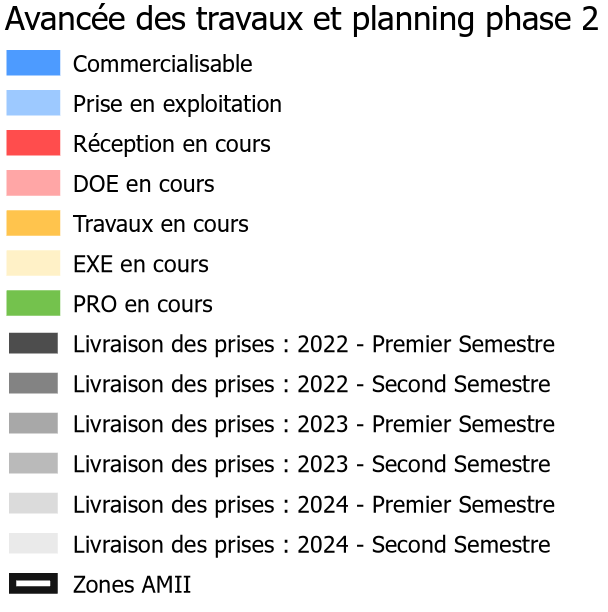 Avancée des travaux et planning phase 2
Commercialisable
Prise en exploitation
Réception en cours
DOE en cours
Travaux en cours
EXE en cours
PRO en cours
Livraison des prises : 2022 - Premier Semestre
Livraison des prises : 2022 - Second Semestre
Livraison des prises : 2023 - Premier Semestre
Livraison des prises : 2023 - Second Semestre
Livraison des prises : 2024 - Premier Semestre
Livraison des prises : 2024 - Second Semestre
Zones AMII